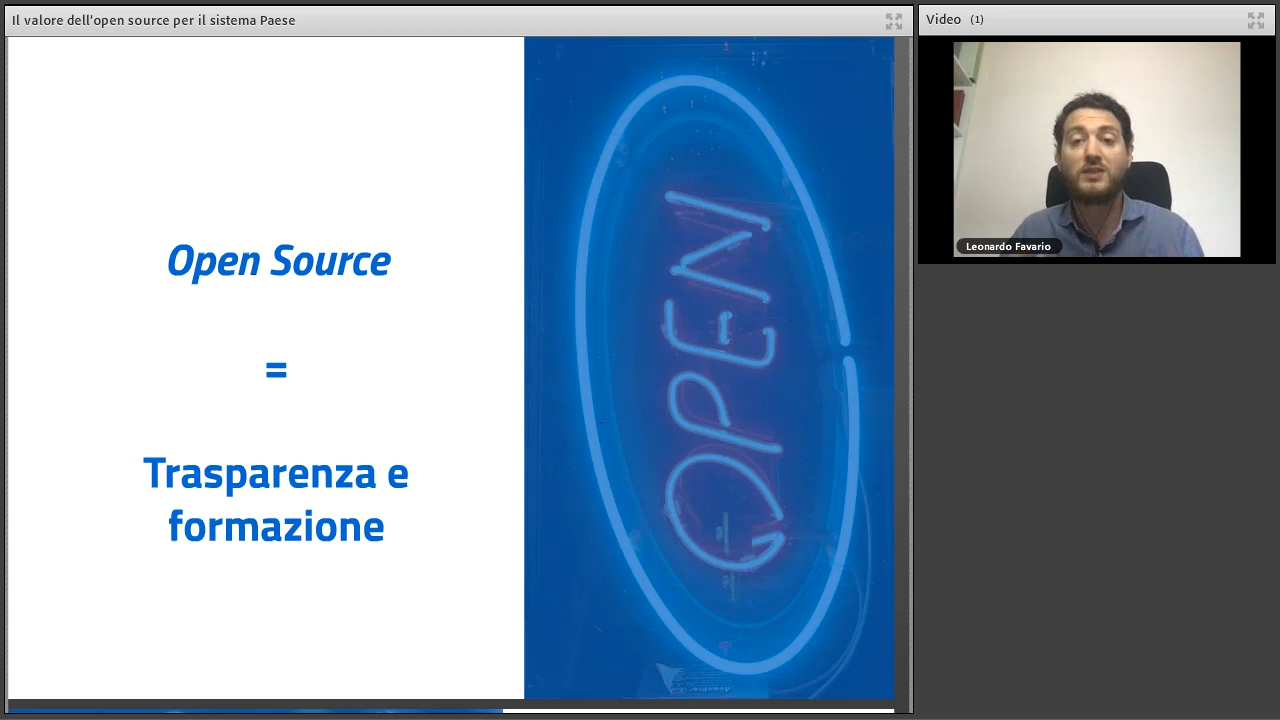 Il valore dell'open source per il sistema Paese
Video (1)
Leonardo Favario
Open Source
=
Trasparenza e
formazione
OPEN